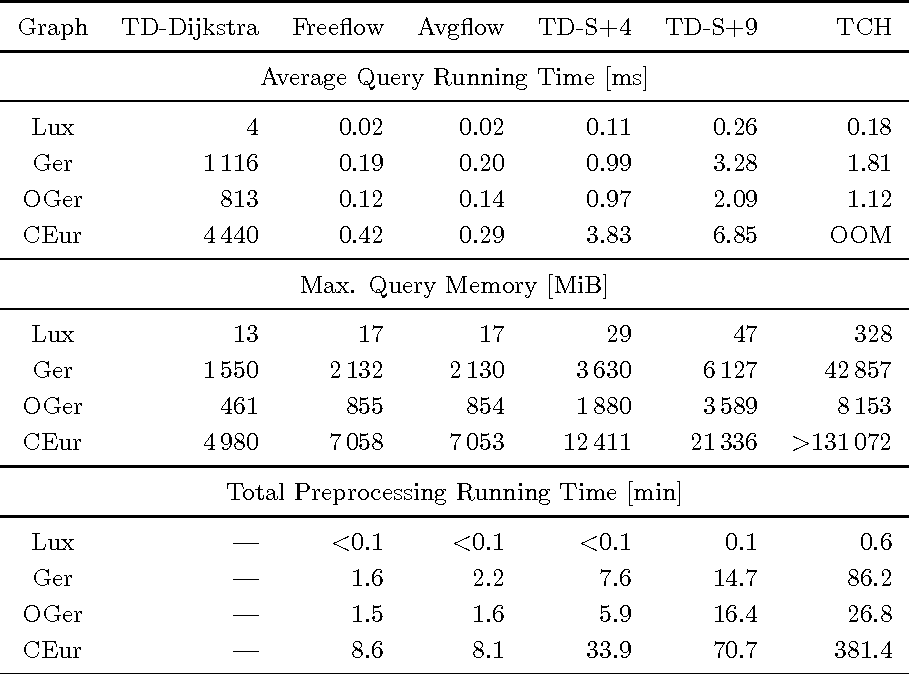 Graph TD-Dijkstra Freeflow Avgflow TD-S+4 TD-S+9 TCH
Average Query Running Time [ms]
Lux 4 0.02 0.02 0.11 0.26 0.18
Ger 1 116 0.19 0.20 0.99 3.28 1.81
OGer 813 0.12 0.14 0.97 2.09 1.12
CEur 4 440 0.42 0.29 3.83 6.85 OOM
Max. Query Memory [MiB]
Lux 13 17 17 29 47 328
Ger 1 550 2 132 2 130 3 630 6 127 42 857
OGer 461 855 854 1 880 3 589 8 153
CEur 4 980 7 058 7 053 12 411 21 336 >131 072
Total Preprocessing Running Time [min]
Lux — <0.1 <0.1 <0.1 0.1 0.6
Ger — 1.6 2.2 7.6 14.7 86.2
OGer — 1.5 1.6 5.9 16.4 26.8
CEur — 8.6 8.1 33.9 70.7 381.4